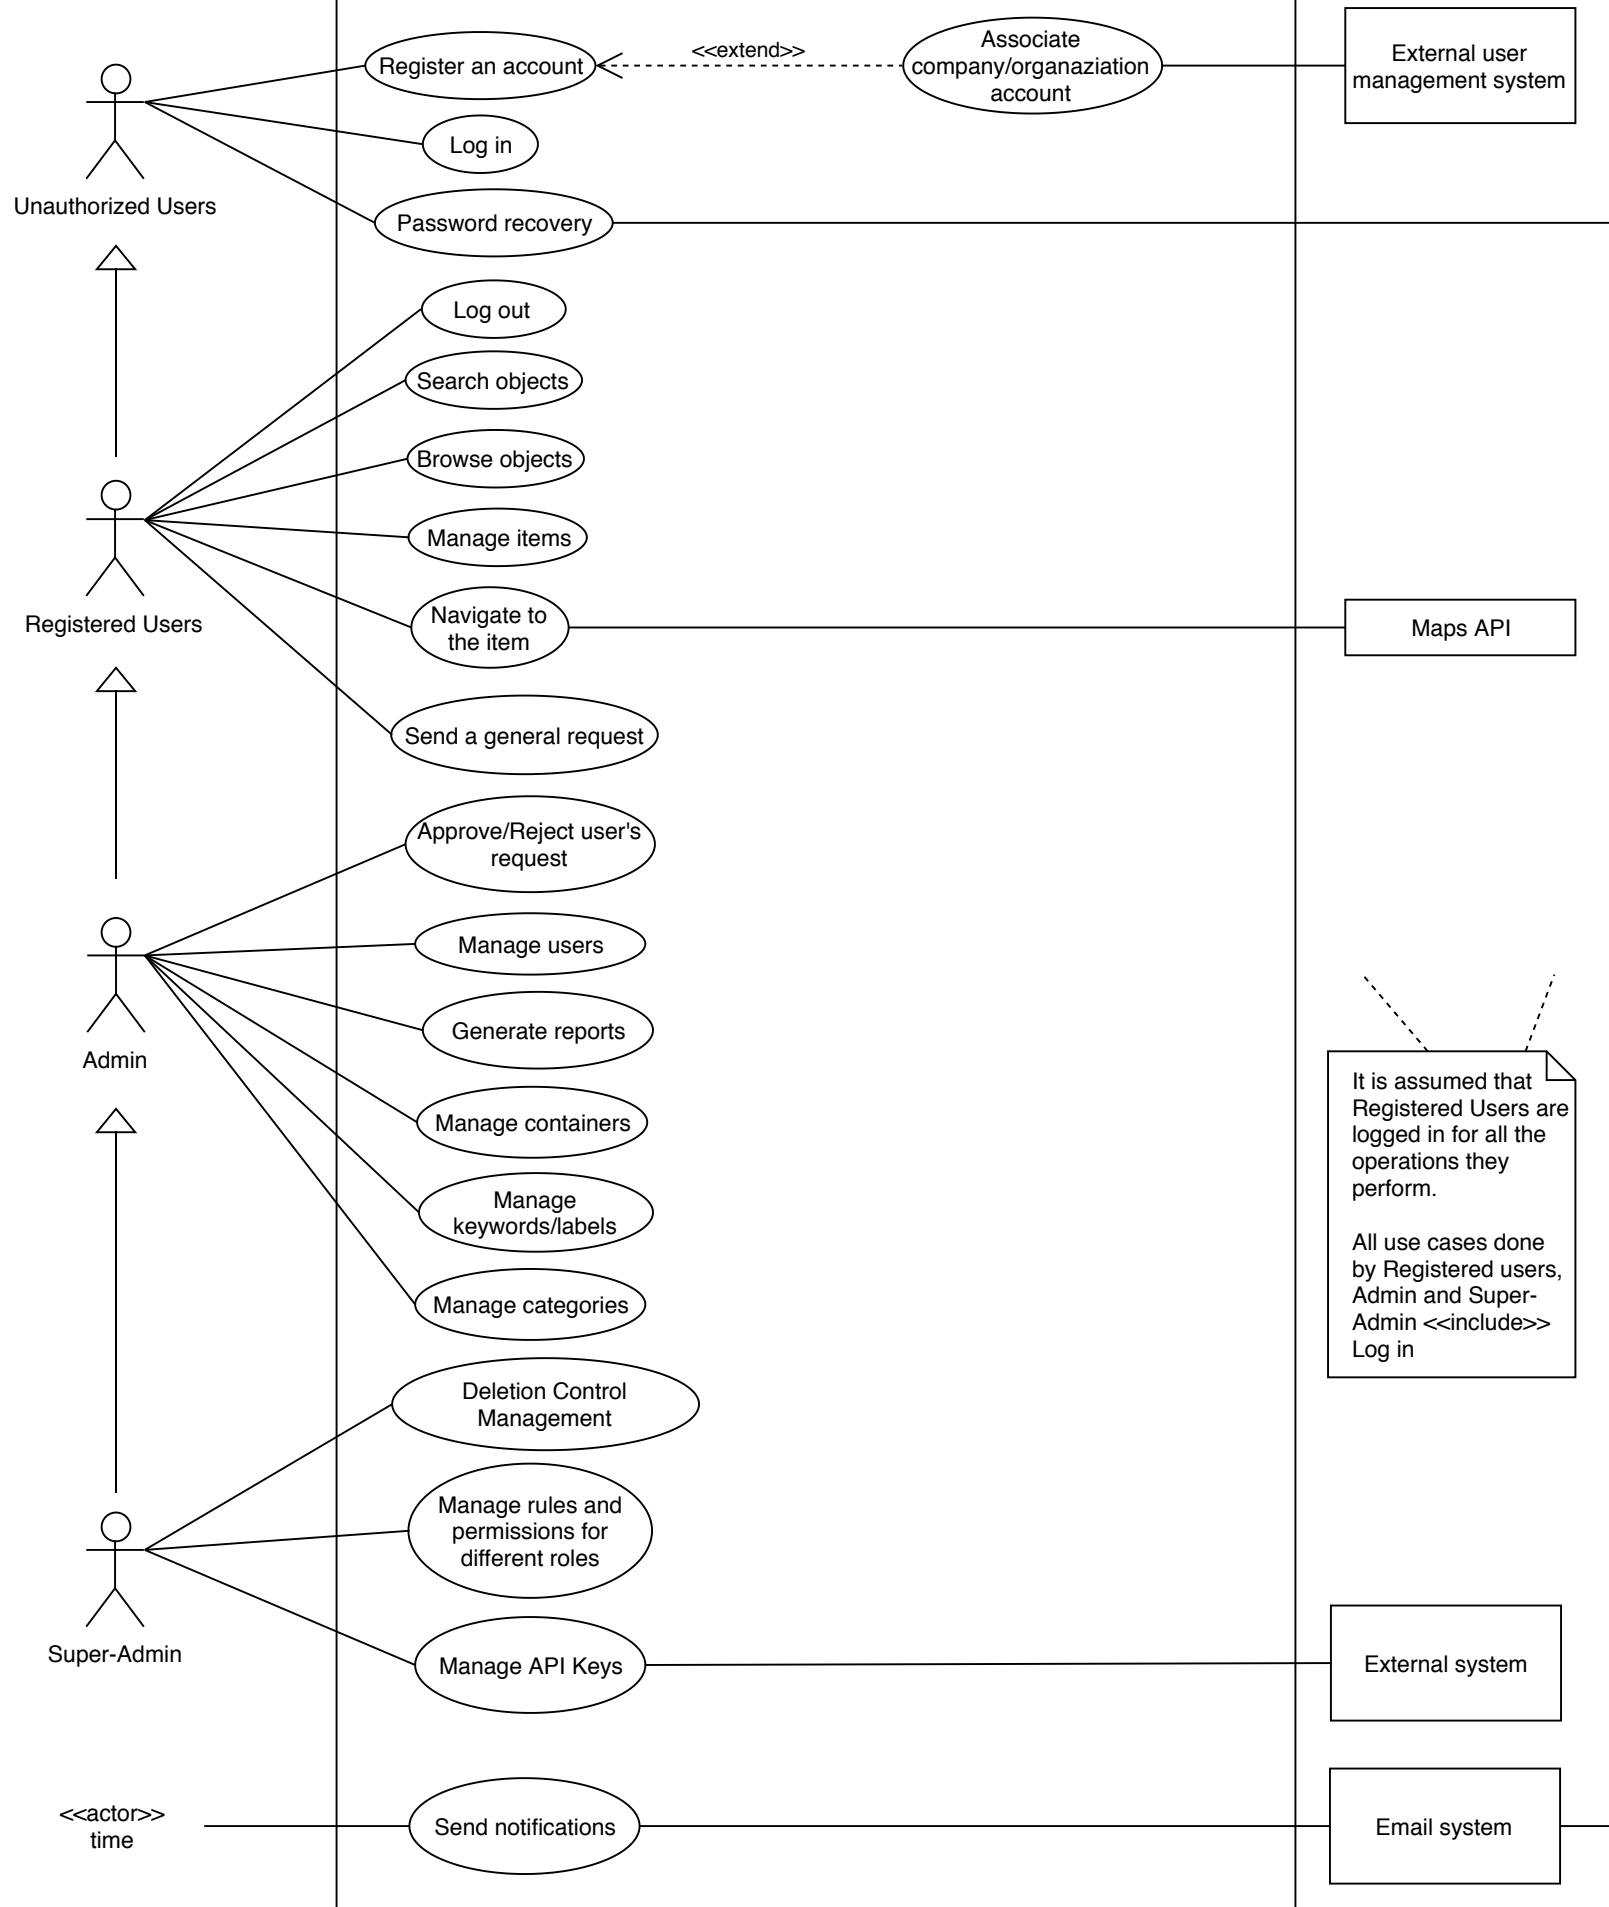 Register an account
<<extend>>
Associate
company/organaziation
account
External user
management system
Log in
Unauthorized Users
Password recovery
Log out
Search objects
Browse objects
Manage items
Registered Users
Navigate to
the item
Maps API
Send a general request
Approve/Reject user's
request
Manage users
Generate reports
Admin
Manage containers
Manage
keywords/labels
Manage categories
It is assumed that
Registered Users are
logged in for all the
operations they
perform.
All use cases done
by Registered users,
Admin and Super-
Admin <<include>>
Log in
Deletion Control
Management
Manage rules and
permissions for
different roles
Super-Admin
Manage API Keys
External system
<<actor>>
time
Send notifications
Email system